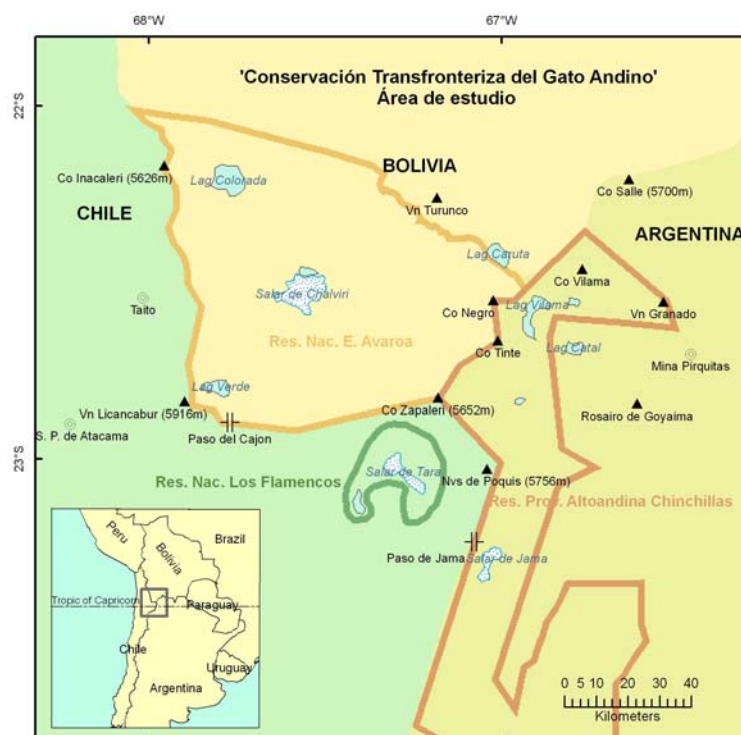 68°W
67°W
22°S
23°S
'Conservación Transfronteriza del Gato Andino'
Área de estudio
BOLIVIA
Co Inacaleri (5626m)
Lag Colorada
Co Salle (5700m)
Vn Turunco
CHILE
ARGENTINA
Lag Caruta
Co Vilama
Salar de Chalviri
Taito
Co Negro
Lag Vilama
Vn Granado
Res. Nac. E. Avaroa
Co Tinte
Lag Catal
Mina Pirquitas
Lag Verde
Co Zapaleri (5652m)
Rosairo de Goyaima
Vn Licancabur (5916m)
S. P. de Atacama
Paso del Cajon
Salar de Tara
Res. Nac. Los Flamencos
Nvs de Poquis (5756m)
Res. Prov. Altoandina Chinchillas
Paso de Jama
Salar de Jama
Peru
Bolivia
Brazil
Tropic of Capricorn
Paraguay
Chile
Uruguay
Argentina
0 5 10 20 30 40
Kilometers